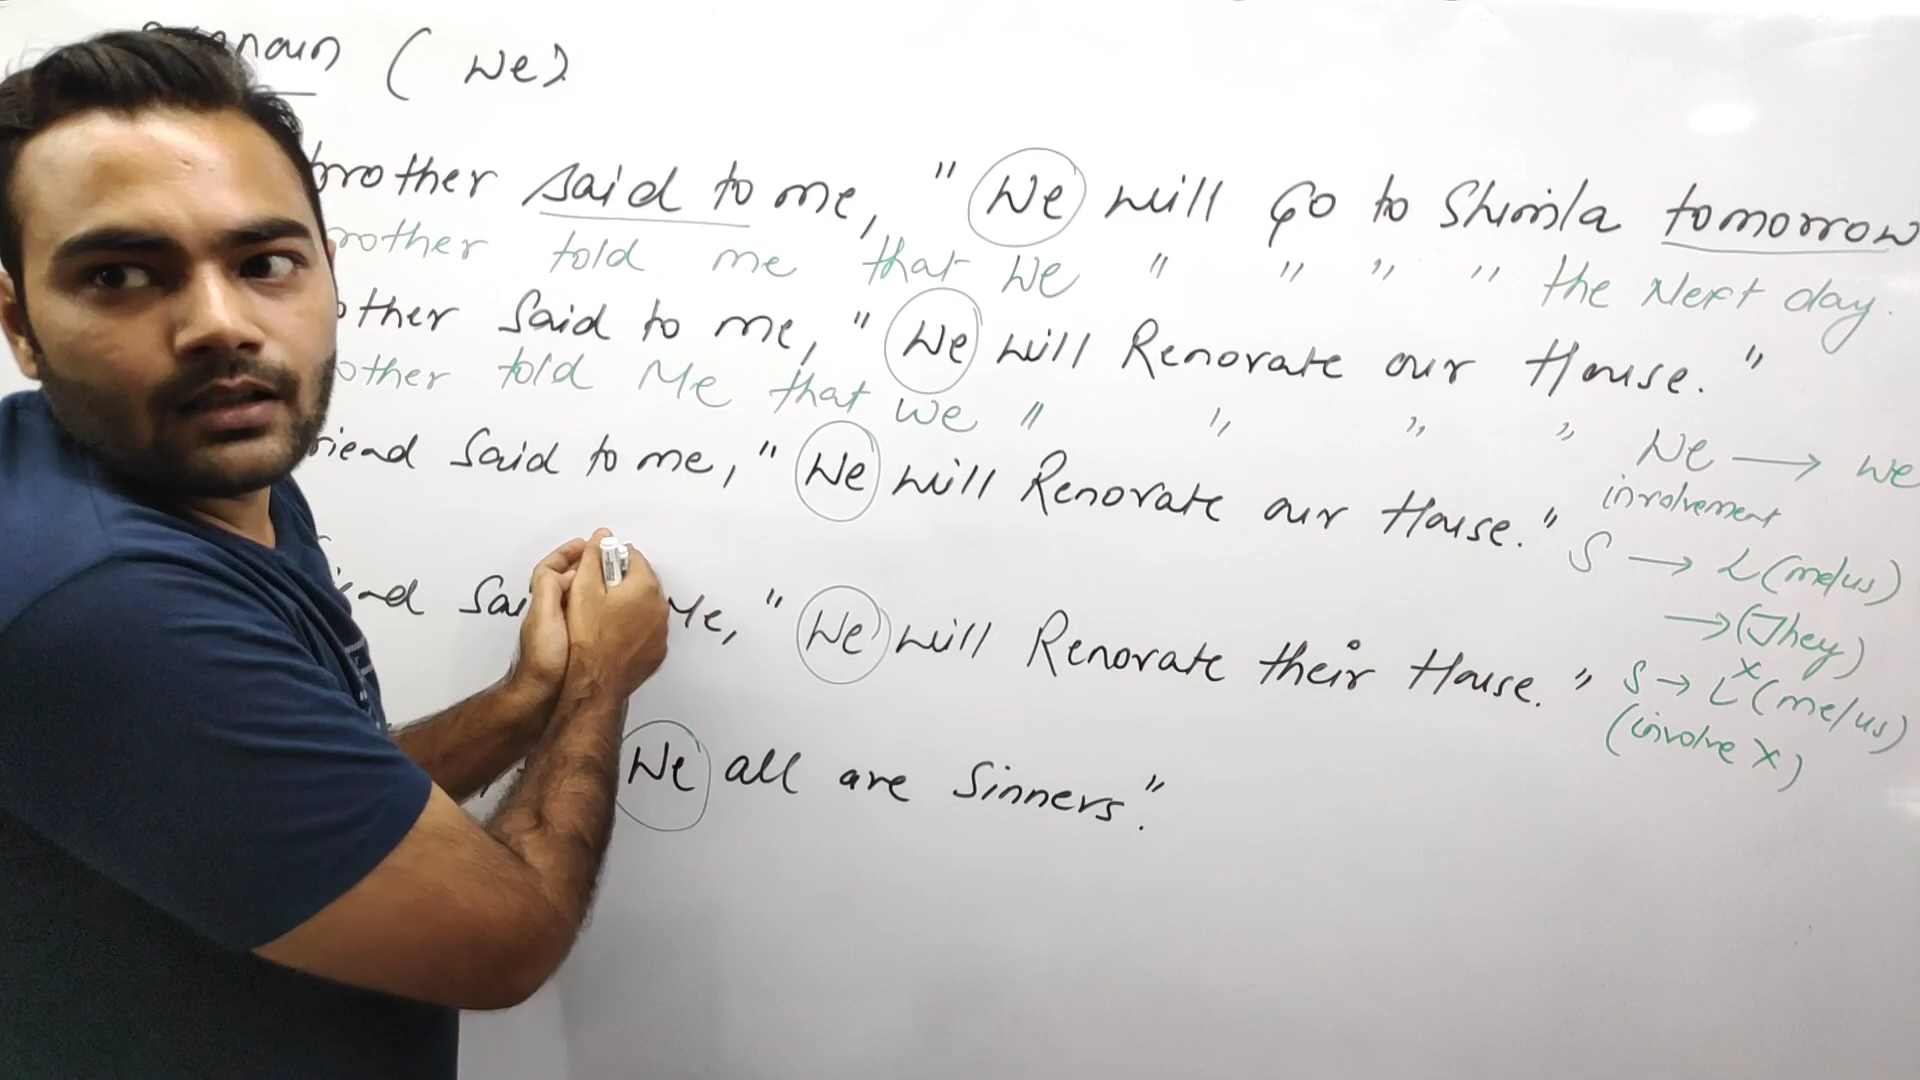 ( We)
brother said to me, " We will Go to Shimla tomorrow
rother told me that We " " " " the Next day.
other Said to me, " We will Renovate our House. "
other told Me that we " " " "
We → we
involvement
riend Said to me, " We will Renovate our House. "
S → L (me/us)
→ (They)
Me, " We will Renovate their House. "
S → L x (me/us)
(involve X)
We all are Sinners."